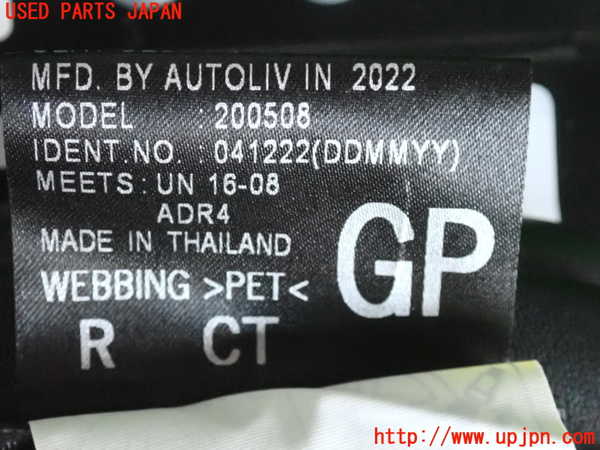 USED PARTS JAPAN
MFD. BY AUTOLIV IN 2022
MODEL : 200508
IDENT.NO. : 041222(DDMMYY)
MEETS : UN 16-08
ADR4
MADE IN THAILAND
GP
WEBBING >PET<
R CT
http://www.upjpn.com/